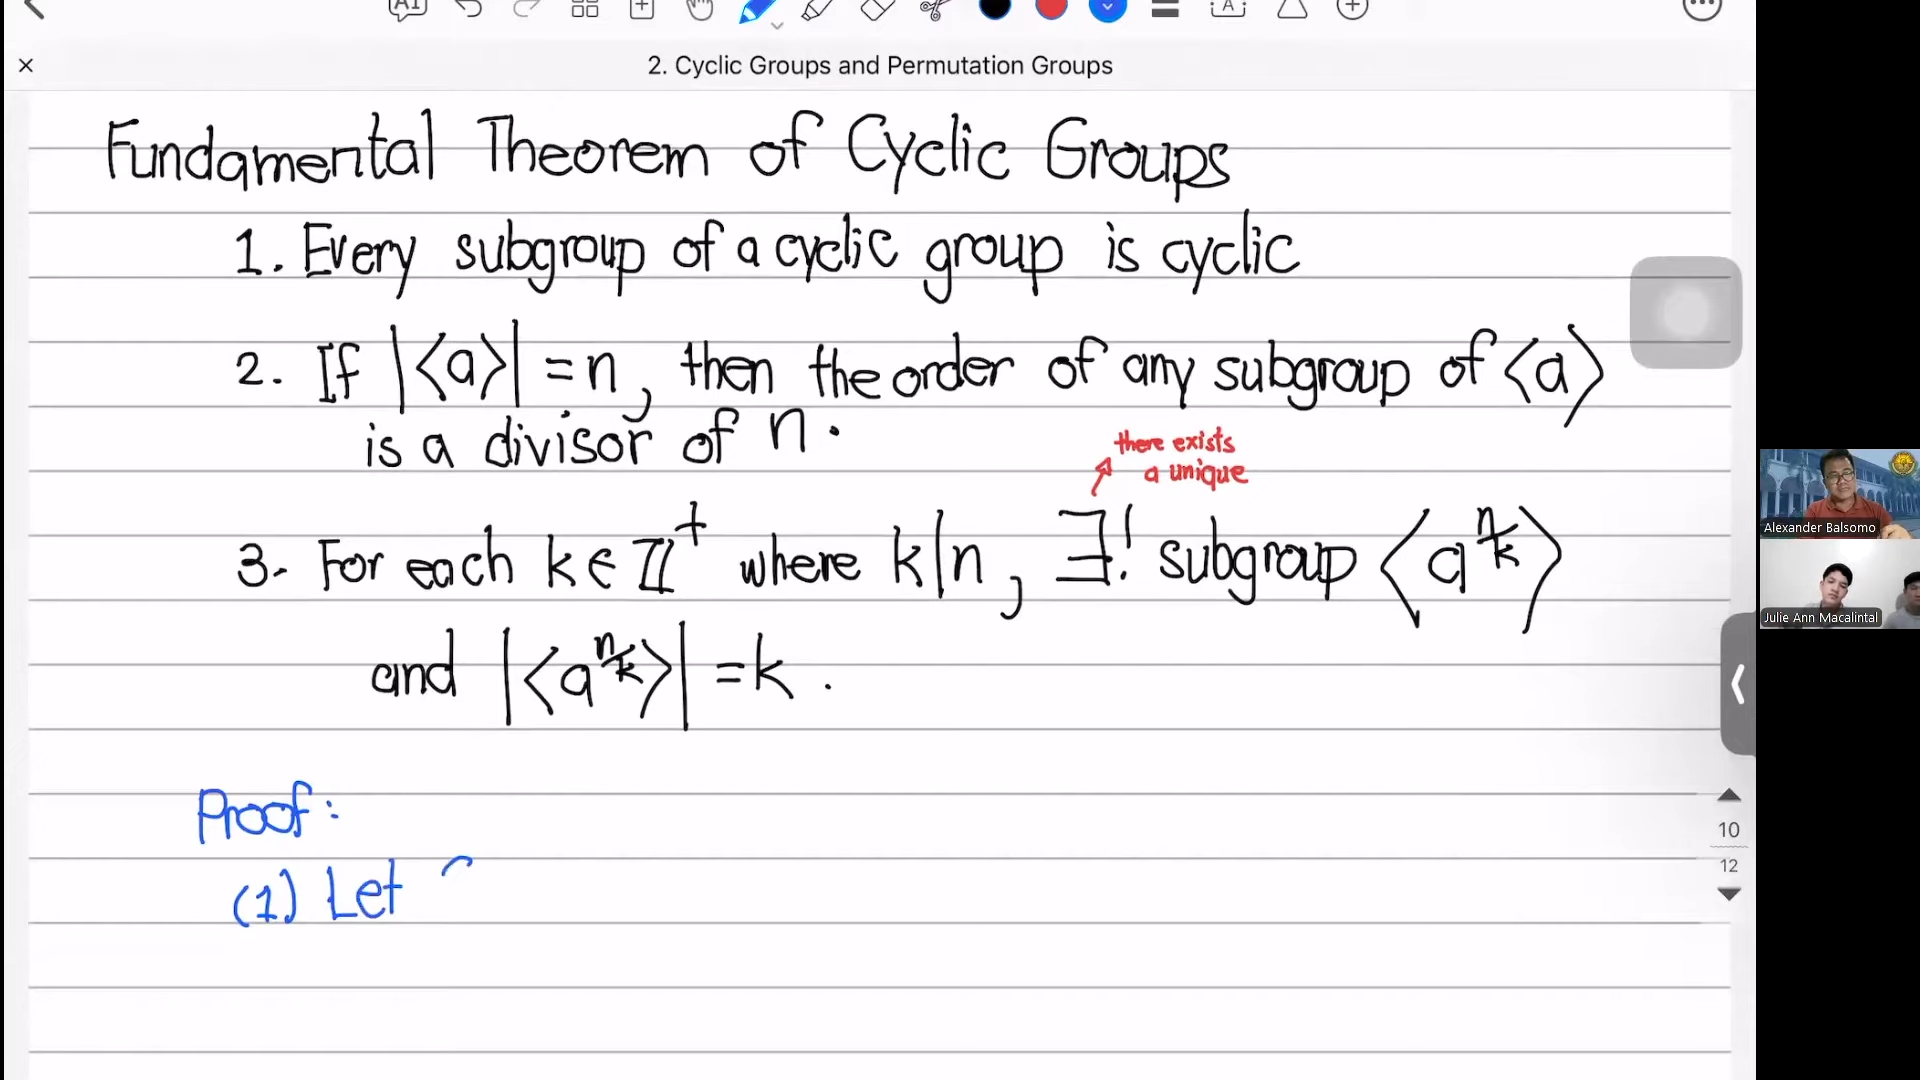 2. Cyclic Groups and Permutation Groups
Fundamental Theorem of Cyclic Groups
1. Every subgroup of a cyclic group is cyclic
2. If |⟨a⟩| = n, then the order of any subgroup of ⟨a⟩
is a divisor of n.
there exists
a unique
3. For each k ∈ ℤ⁺ where k|n, ∃! subgroup ⟨a^{n/k}⟩
and |⟨a^{n/k}⟩| = k.
Proof:
(1) Let
10
12
Alexander Balsomo
Julie Ann Macalintal